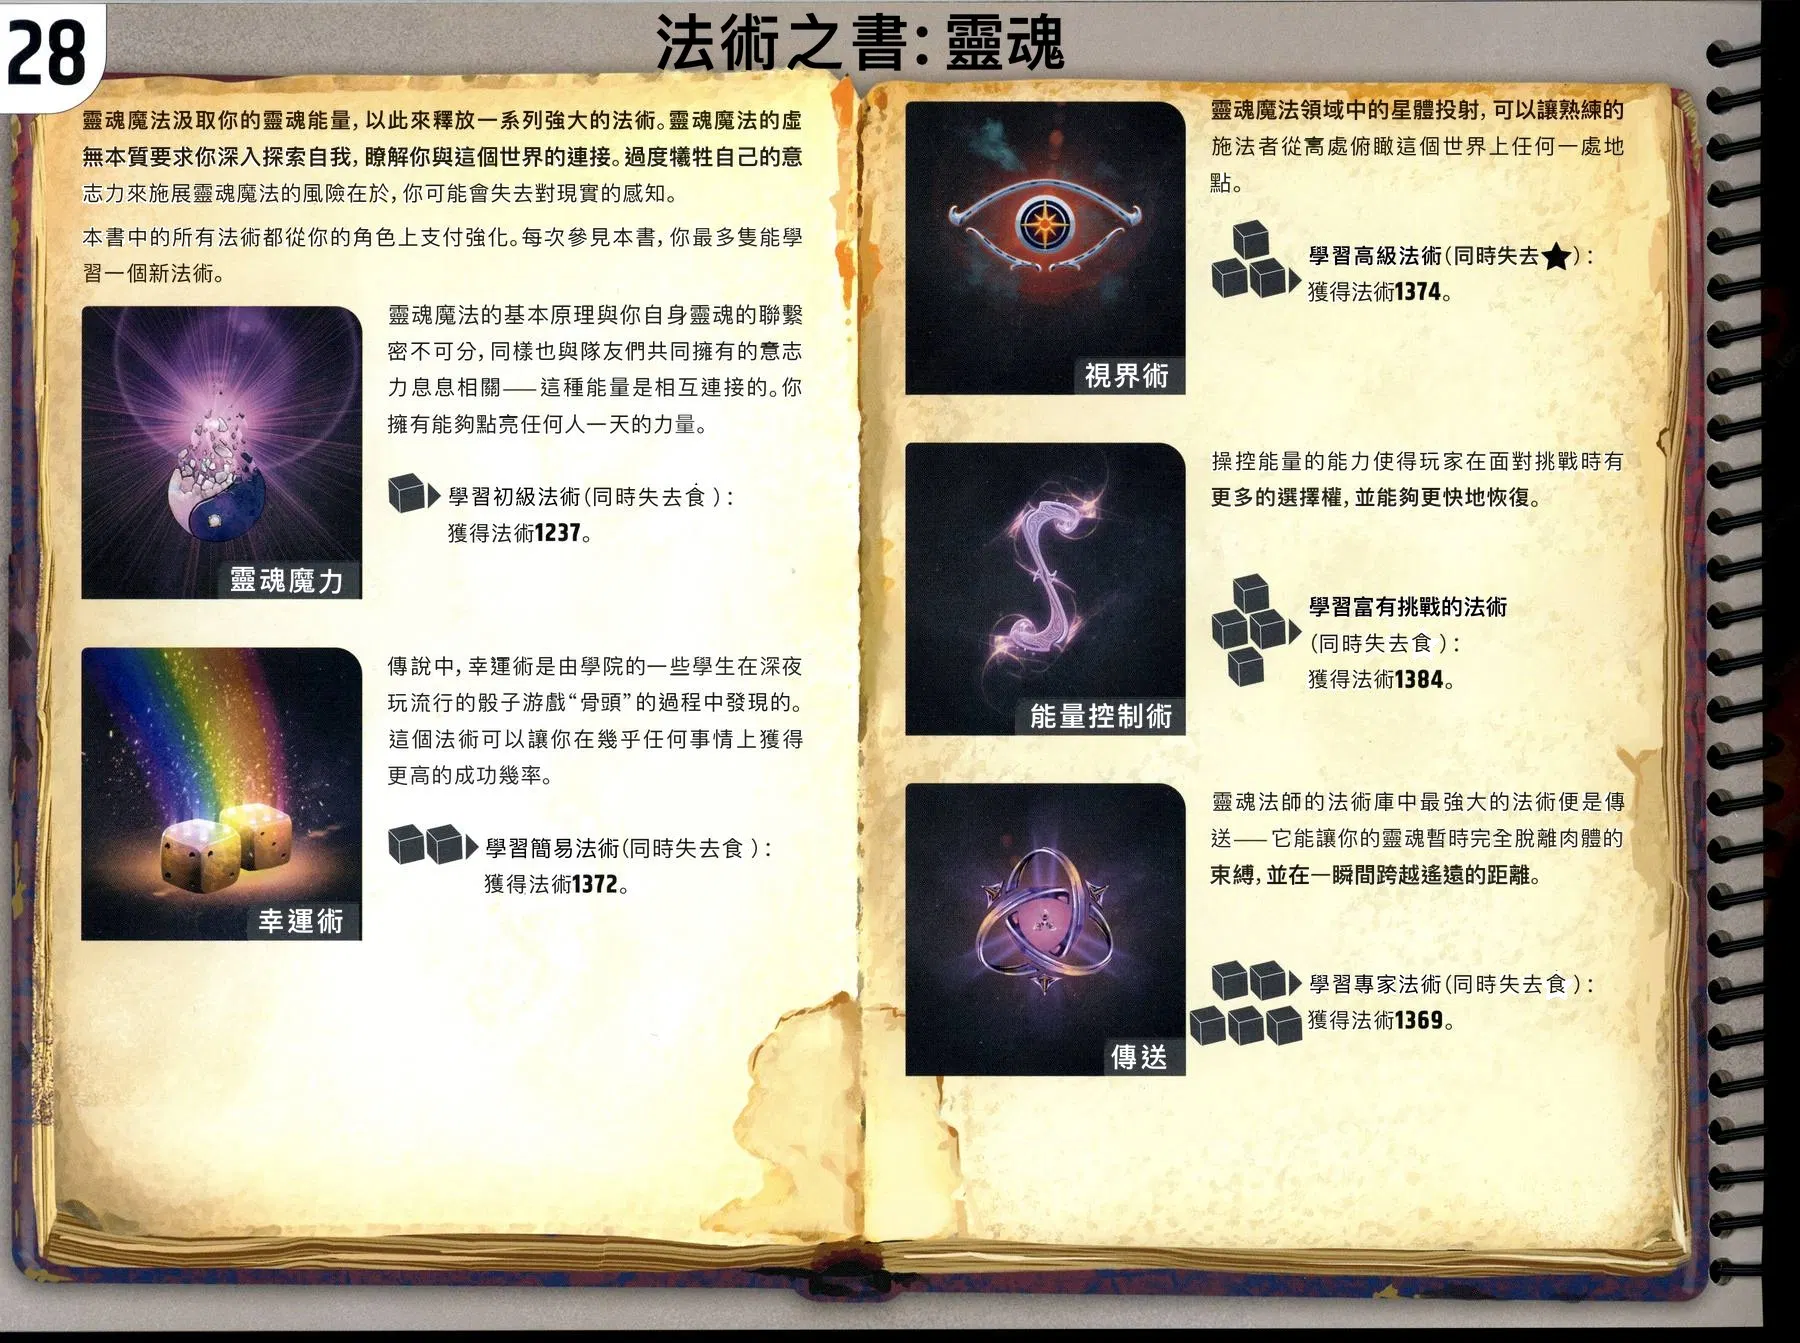 28
法術之書：靈魂
靈魂魔法汲取你的靈魂能量，以此來釋放一系列強大的法術。靈魂魔法的虛
無本質要求你深入探索自我，瞭解你與這個世界的連接。過度犧牲自己的意
志力來施展靈魂魔法的風險在於，你可能會失去對現實的感知。
本書中的所有法術都從你的角色上支付強化。每次參見本書，你最多隻能學
習一個新法術。
靈魂魔法的基本原理與你自身靈魂的聯繫
密不可分，同樣也與隊友們共同擁有的意志
力息息相關——這種能量是相互連接的。你
擁有能夠點亮任何人一天的力量。
學習初級法術（同時失去食）：
獲得法術1237。
靈魂魔力
傳說中，幸運術是由學院的一些學生在深夜
玩流行的骰子游戲“骨頭”的過程中發現的。
這個法術可以讓你在幾乎任何事情上獲得
更高的成功幾率。
學習簡易法術（同時失去食）：
獲得法術1372。
幸運術
靈魂魔法領域中的星體投射，可以讓熟練的
施法者從高處俯瞰這個世界上任何一處地
點。
學習高級法術（同時失去★）：
獲得法術1374。
視界術
操控能量的能力使得玩家在面對挑戰時有
更多的選擇權，並能夠更快地恢復。
學習富有挑戰的法術
（同時失去食）：
獲得法術1384。
能量控制術
靈魂法師的法術庫中最強大的法術便是傳
送——它能讓你的靈魂暫時完全脫離肉體的
束縛，並在一瞬間跨越遙遠的距離。
學習專家法術（同時失去食）：
獲得法術1369。
傳送